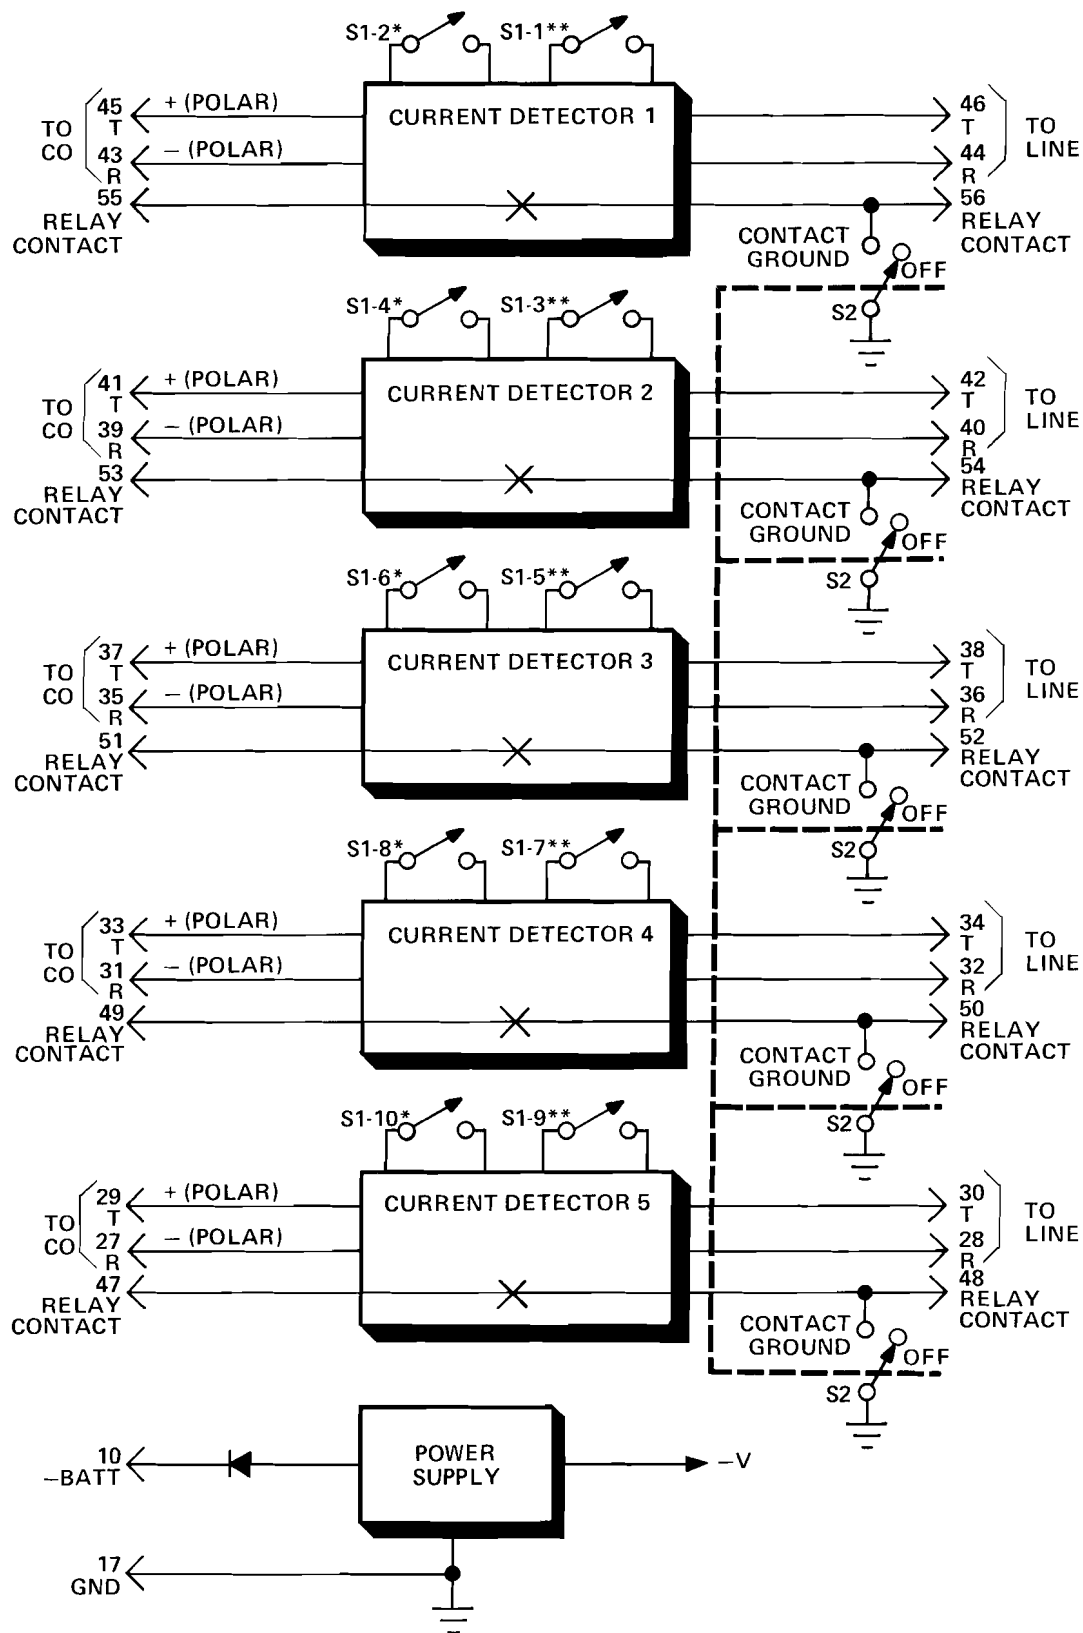 S1-2* S1-1**
CURRENT DETECTOR 1
TO CO
45 T + (POLAR)
43 R − (POLAR)
55 RELAY CONTACT
46 T
44 R
TO LINE
56 RELAY CONTACT
CONTACT GROUND
OFF
S2
S1-4* S1-3**
CURRENT DETECTOR 2
TO CO
41 T + (POLAR)
39 R − (POLAR)
53 RELAY CONTACT
42 T
40 R
TO LINE
54 RELAY CONTACT
CONTACT GROUND
OFF
S2
S1-6* S1-5**
CURRENT DETECTOR 3
TO CO
37 T + (POLAR)
35 R − (POLAR)
51 RELAY CONTACT
38 T
36 R
TO LINE
52 RELAY CONTACT
CONTACT GROUND
OFF
S2
S1-8* S1-7**
CURRENT DETECTOR 4
TO CO
33 T + (POLAR)
31 R − (POLAR)
49 RELAY CONTACT
34 T
32 R
TO LINE
50 RELAY CONTACT
CONTACT GROUND
OFF
S2
S1-10* S1-9**
CURRENT DETECTOR 5
TO CO
29 T + (POLAR)
27 R − (POLAR)
47 RELAY CONTACT
30 T
28 R
TO LINE
48 RELAY CONTACT
CONTACT GROUND
OFF
S2
10
−BATT
POWER
SUPPLY
−V
17
GND